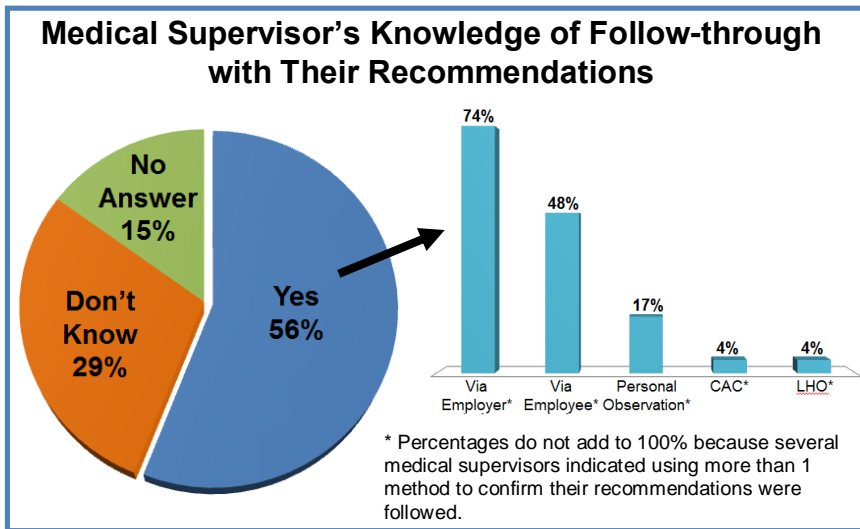 Medical Supervisor's Knowledge of Follow-through
with Their Recommendations
No
Answer
15%
Don't
Know
29%
Yes
56%
74%
48%
17%
4%
4%
Via
Employer*
Via
Employee*
Personal
Observation*
CAC*
LHO*
* Percentages do not add to 100% because several
medical supervisors indicated using more than 1
method to confirm their recommendations were
followed.